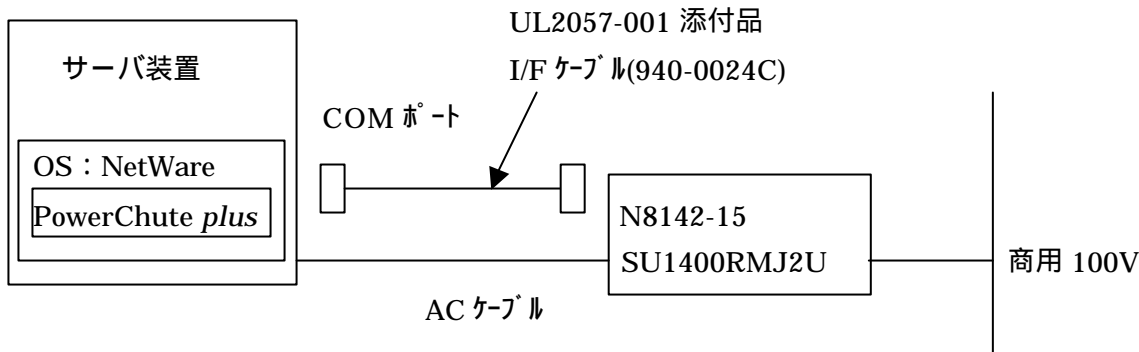 UL2057-001 添付品
I/F ｹｰﾌﾞﾙ(940-0024C)
サーバ装置
COM ﾎﾟｰﾄ
OS：NetWare
PowerChute plus
N8142-15
SU1400RMJ2U
商用 100V
AC ｹｰﾌﾞﾙ